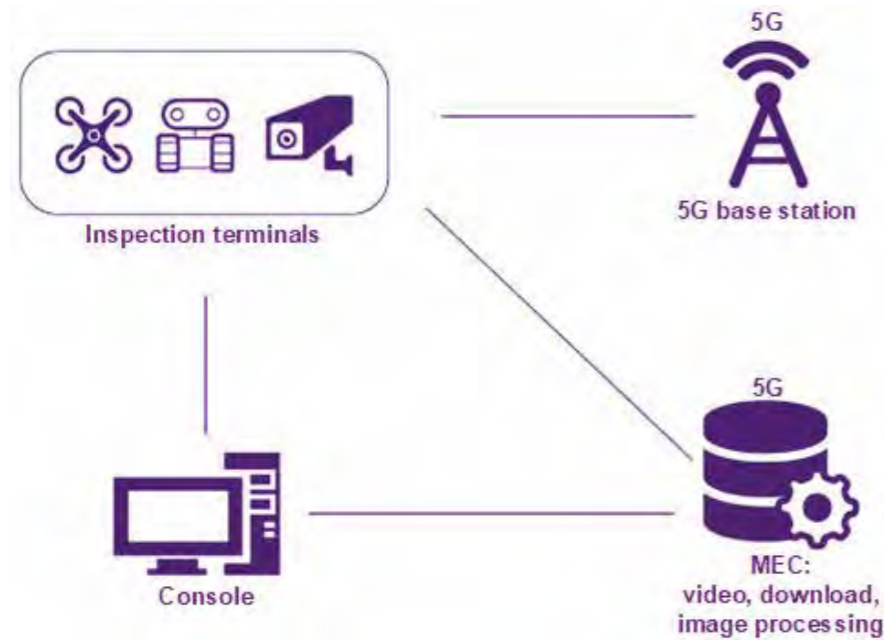 5G
5G base station
Inspection terminals
5G
Console
MEC:
video, download,
image processing